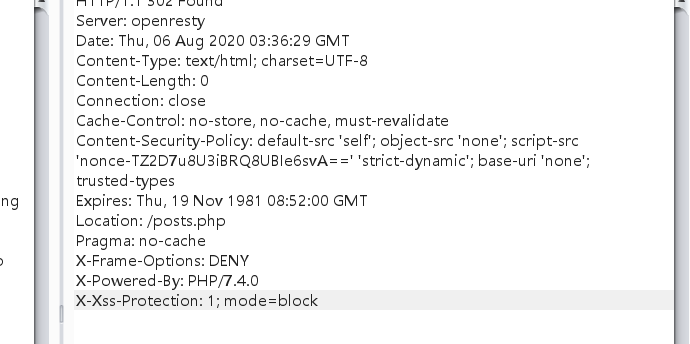 HTTP/1.1 302 Found
Server: openresty
Date: Thu, 06 Aug 2020 03:36:29 GMT
Content-Type: text/html; charset=UTF-8
Content-Length: 0
Connection: close
Cache-Control: no-store, no-cache, must-revalidate
Content-Security-Policy: default-src 'self'; object-src 'none'; script-src
'nonce-TZ2D7u8U3iBRQ8UBIe6svA==' 'strict-dynamic'; base-uri 'none';
trusted-types
ng
Expires: Thu, 19 Nov 1981 08:52:00 GMT
Location: /posts.php
Pragma: no-cache
X-Frame-Options: DENY
X-Powered-By: PHP/7.4.0
X-Xss-Protection: 1; mode=block